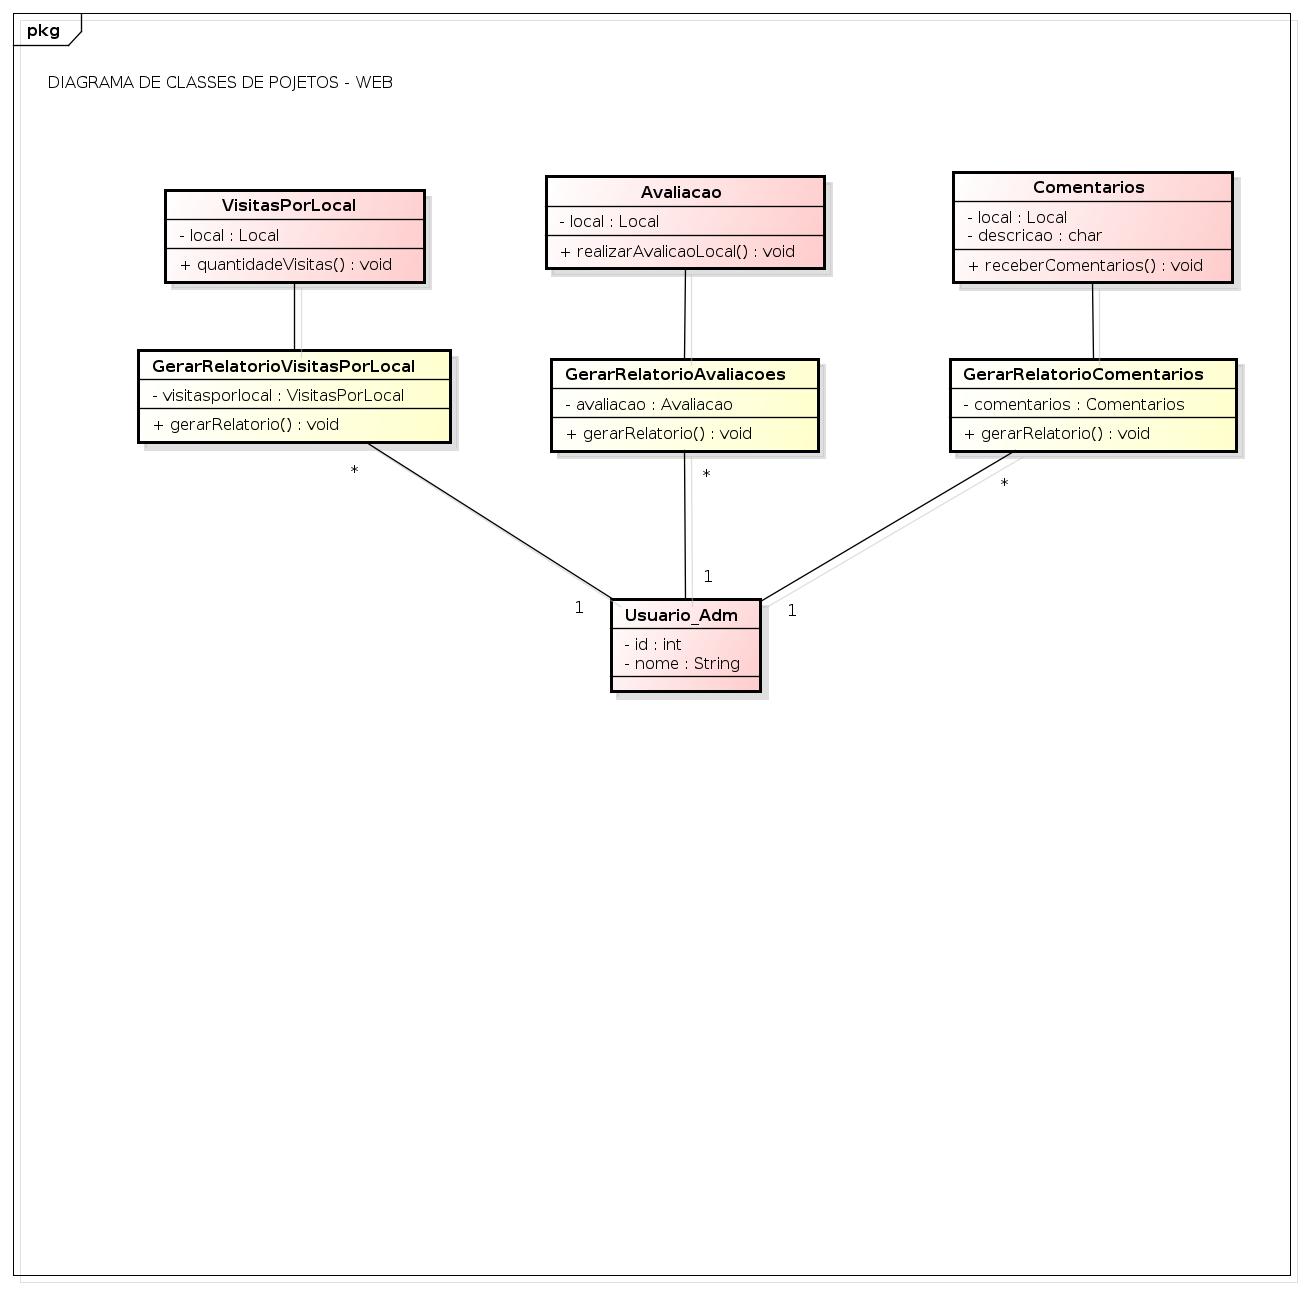 pkg
DIAGRAMA DE CLASSES DE POJETOS - WEB
VisitasPorLocal
- local : Local
+ quantidadeVisitas() : void
Avaliacao
- local : Local
+ realizarAvalicaoLocal() : void
Comentarios
- local : Local
- descricao : char
+ receberComentarios() : void
GerarRelatorioVisitasPorLocal
- visitasporlocal : VisitasPorLocal
+ gerarRelatorio() : void
GerarRelatorioAvaliacoes
- avaliacao : Avaliacao
+ gerarRelatorio() : void
GerarRelatorioComentarios
- comentarios : Comentarios
+ gerarRelatorio() : void
*
*
*
1
1
1
Usuario_Adm
- id : int
- nome : String